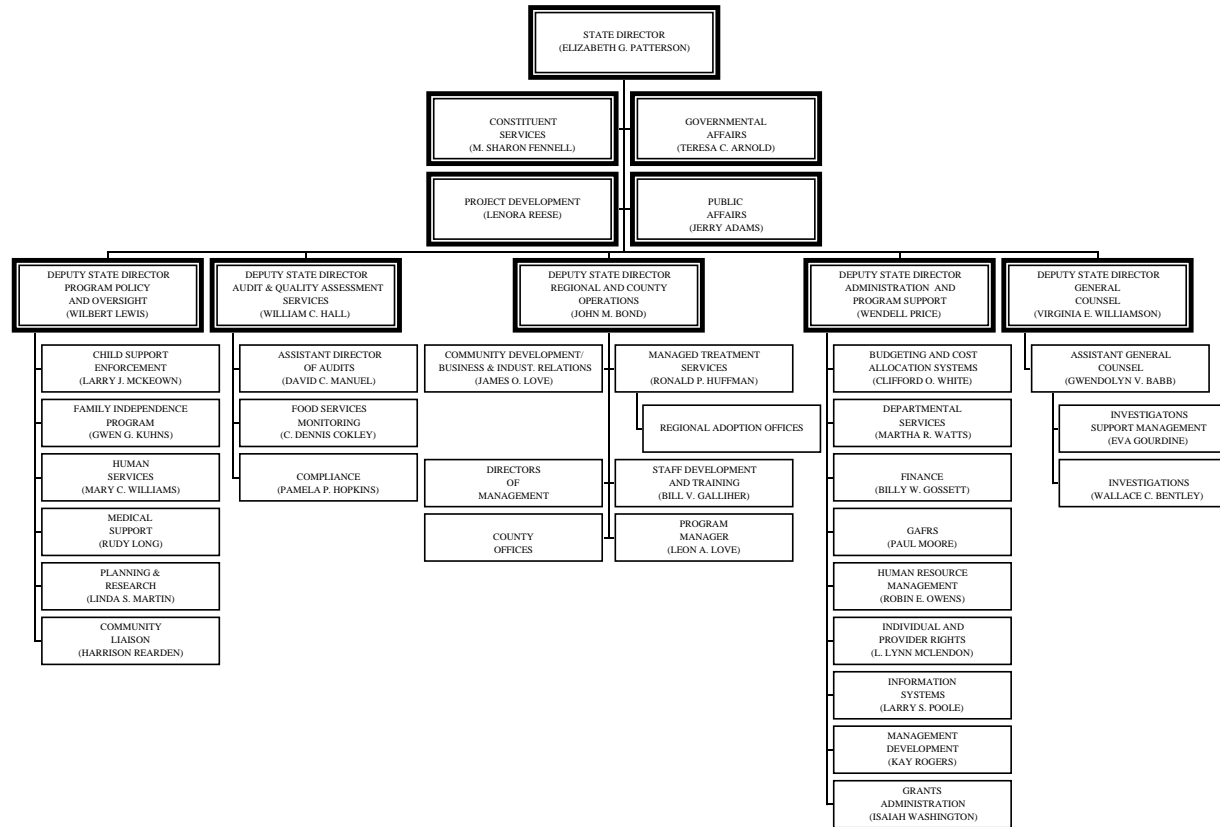 STATE DIRECTOR
(ELIZABETH G. PATTERSON)
CONSTITUENT
SERVICES
(M. SHARON FENNELL)
GOVERNMENTAL
AFFAIRS
(TERESA C. ARNOLD)
PROJECT DEVELOPMENT
(LENORA REESE)
PUBLIC
AFFAIRS
(JERRY ADAMS)
DEPUTY STATE DIRECTOR
PROGRAM POLICY
AND OVERSIGHT
(WILBERT LEWIS)
CHILD SUPPORT
ENFORCEMENT
(LARRY J. MCKEOWN)
FAMILY INDEPENDENCE
PROGRAM
(GWEN G. KUHNS)
HUMAN
SERVICES
(MARY C. WILLIAMS)
MEDICAL
SUPPORT
(RUDY LONG)
PLANNING &
RESEARCH
(LINDA S. MARTIN)
COMMUNITY
LIAISON
(HARRISON REARDEN)
DEPUTY STATE DIRECTOR
AUDIT & QUALITY ASSESSMENT
SERVICES
(WILLIAM C. HALL)
ASSISTANT DIRECTOR
OF AUDITS
(DAVID C. MANUEL)
FOOD SERVICES
MONITORING
(C. DENNIS COKLEY)
COMPLIANCE
(PAMELA P. HOPKINS)
DEPUTY STATE DIRECTOR
REGIONAL AND COUNTY
OPERATIONS
(JOHN M. BOND)
COMMUNITY DEVELOPMENT/
BUSINESS & INDUST. RELATIONS
(JAMES O. LOVE)
MANAGED TREATMENT
SERVICES
(RONALD P. HUFFMAN)
REGIONAL ADOPTION OFFICES
DIRECTORS
OF
MANAGEMENT
STAFF DEVELOPMENT
AND TRAINING
(BILL V. GALLIHER)
COUNTY
OFFICES
PROGRAM
MANAGER
(LEON A. LOVE)
DEPUTY STATE DIRECTOR
ADMINISTRATION AND
PROGRAM SUPPORT
(WENDELL PRICE)
BUDGETING AND COST
ALLOCATION SYSTEMS
(CLIFFORD O. WHITE)
DEPARTMENTAL
SERVICES
(MARTHA R. WATTS)
FINANCE
(BILLY W. GOSSETT)
GAFRS
(PAUL MOORE)
HUMAN RESOURCE
MANAGEMENT
(ROBIN E. OWENS)
INDIVIDUAL AND
PROVIDER RIGHTS
(L. LYNN MCLENDON)
INFORMATION
SYSTEMS
(LARRY S. POOLE)
MANAGEMENT
DEVELOPMENT
(KAY ROGERS)
GRANTS
ADMINISTRATION
(ISAIAH WASHINGTON)
DEPUTY STATE DIRECTOR
GENERAL
COUNSEL
(VIRGINIA E. WILLIAMSON)
ASSISTANT GENERAL
COUNSEL
(GWENDOLYN V. BABB)
INVESTIGATONS
SUPPORT MANAGEMENT
(EVA GOURDINE)
INVESTIGATIONS
(WALLACE C. BENTLEY)